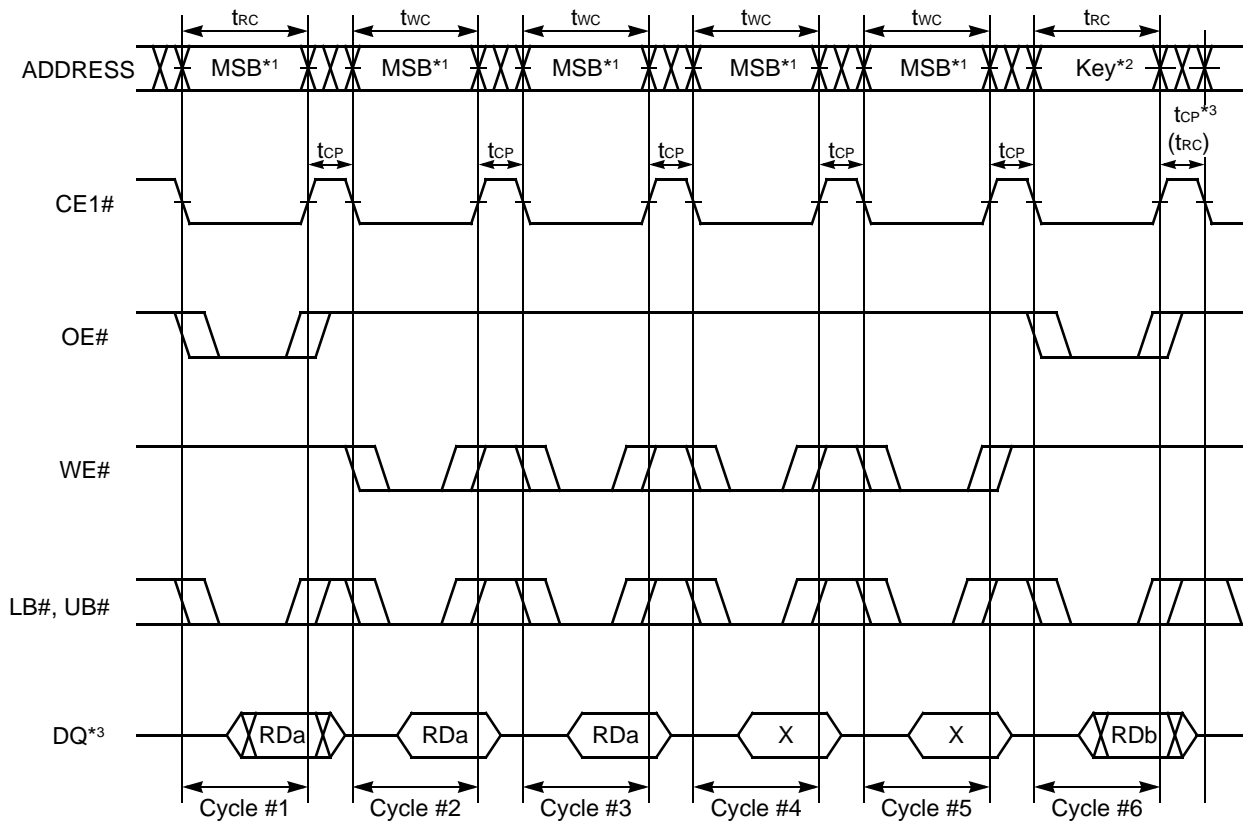 tRC tWC tWC tWC tWC tRC
ADDRESS MSB*1 MSB*1 MSB*1 MSB*1 MSB*1 Key*2
tCP*3
(tRC)
tCP tCP tCP tCP tCP
CE1#
OE#
WE#
LB#, UB#
DQ*3 RDa RDa RDa X X RDb
Cycle #1 Cycle #2 Cycle #3 Cycle #4 Cycle #5 Cycle #6